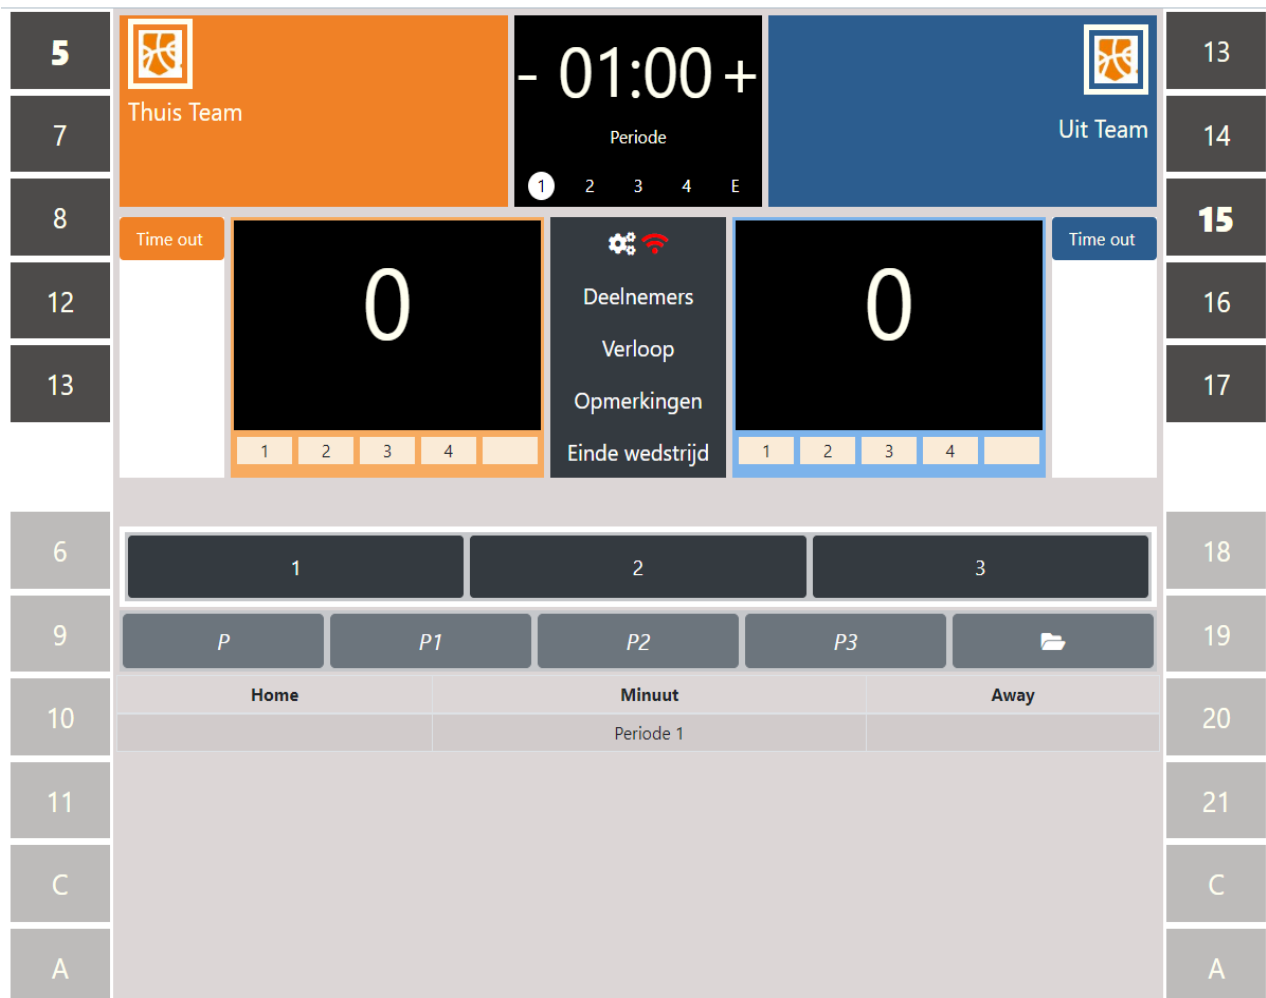 5
7
8
12
13
6
9
10
11
C
A
Thuis Team
- 01:00 +
Periode
1 2 3 4 E
Uit Team
Time out
0
1 2 3 4
Deelnemers
Verloop
Opmerkingen
Einde wedstrijd
0
1 2 3 4
Time out
1 2 3
P P1 P2 P3
Home Minuut Away
Periode 1
13
14
15
16
17
18
19
20
21
C
A